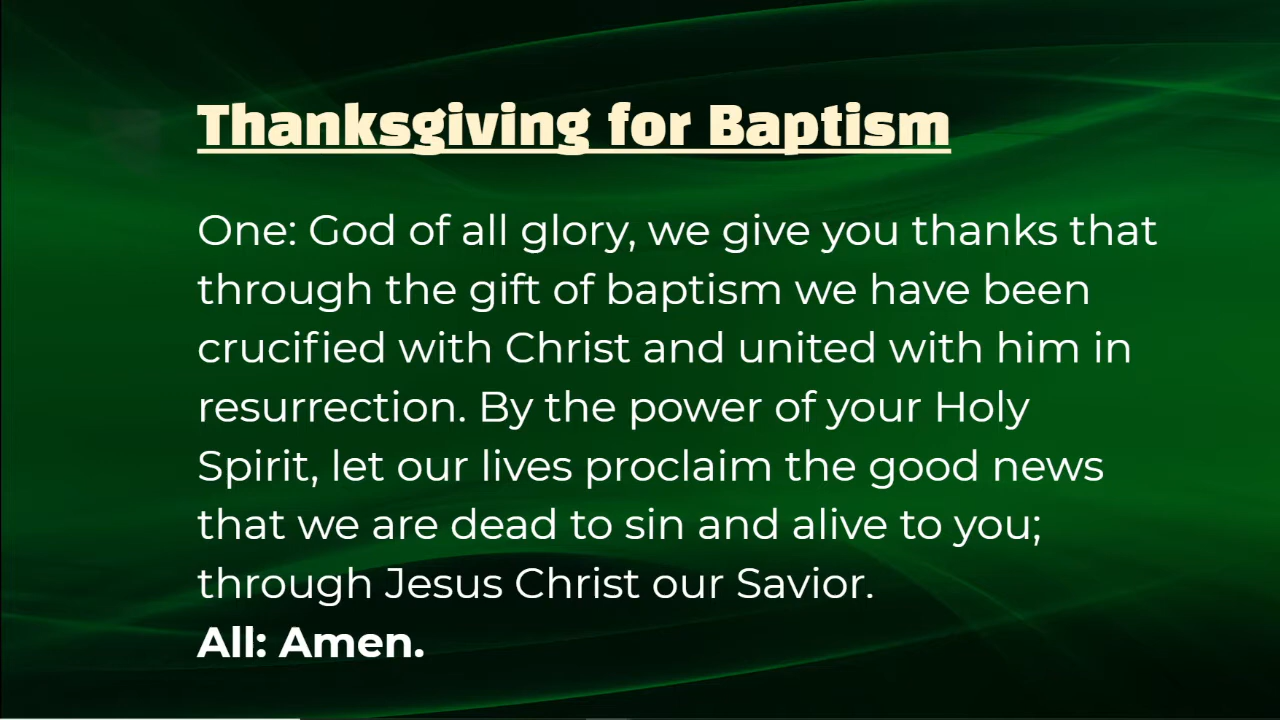 Thanksgiving for Baptism
One: God of all glory, we give you thanks that
through the gift of baptism we have been
crucified with Christ and united with him in
resurrection. By the power of your Holy
Spirit, let our lives proclaim the good news
that we are dead to sin and alive to you;
through Jesus Christ our Savior.
All: Amen.